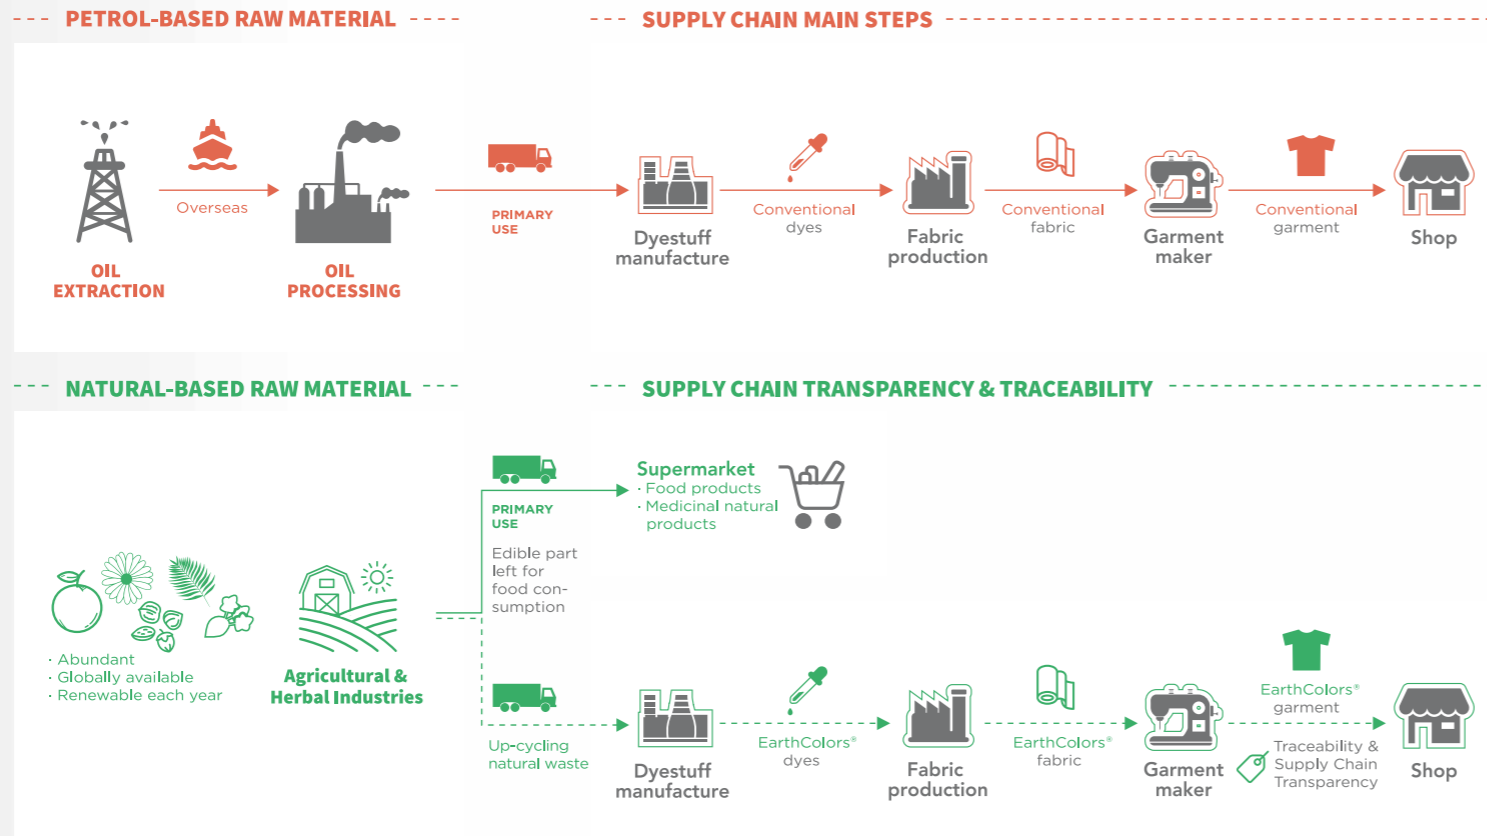 PETROL-BASED RAW MATERIAL
SUPPLY CHAIN MAIN STEPS
Overseas
OIL
EXTRACTION
OIL
PROCESSING
PRIMARY
USE
Dyestuff
manufacture
Conventional
dyes
Fabric
production
Conventional
fabric
Garment
maker
Conventional
garment
Shop
NATURAL-BASED RAW MATERIAL
SUPPLY CHAIN TRANSPARENCY & TRACEABILITY
· Abundant
· Globally available
· Renewable each year
Agricultural &
Herbal Industries
PRIMARY
USE
Edible part
left for
food con-
sumption
Supermarket
· Food products
· Medicinal natural
products
Up-cycling
natural waste
Dyestuff
manufacture
EarthColors®
dyes
Fabric
production
EarthColors®
fabric
Garment
maker
EarthColors®
garment
Traceability &
Supply Chain
Transparency
Shop